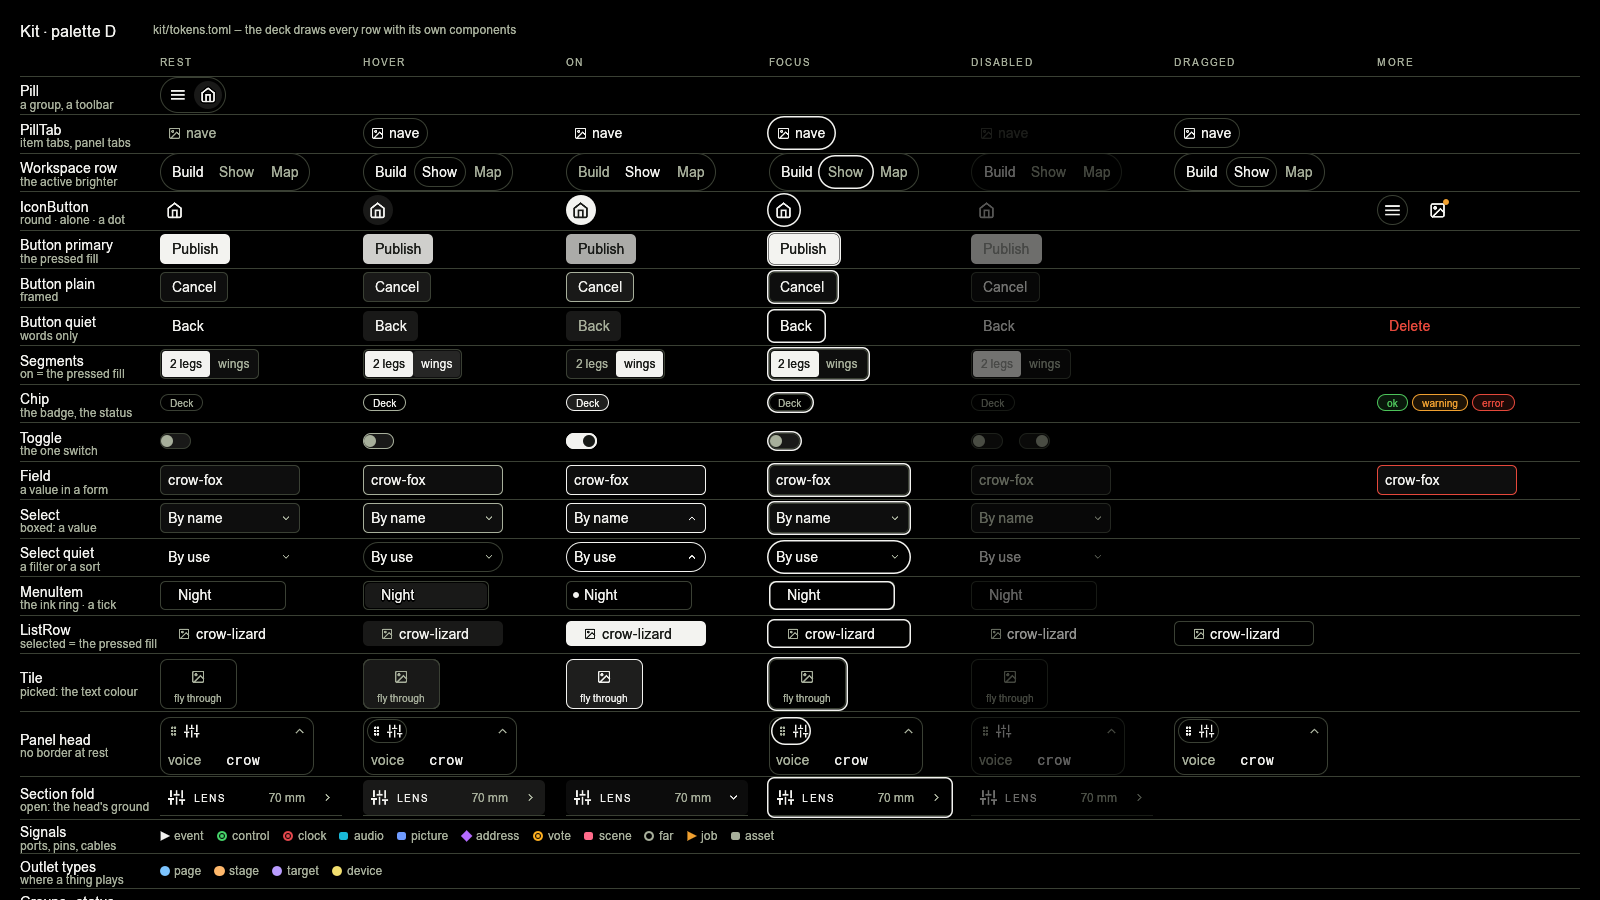 Kit · palette D
kit/tokens.toml – the deck draws every row with its own components
REST HOVER ON FOCUS DISABLED DRAGGED MORE
Pill
a group, a toolbar
PillTab
item tabs, panel tabs
nave nave nave nave nave nave
Workspace row
the active brighter
Build Show Map Build Show Map Build Show Map Build Show Map Build Show Map Build Show Map
IconButton
round · alone · a dot
Button primary
the pressed fill
Publish Publish Publish Publish Publish
Button plain
framed
Cancel Cancel Cancel Cancel Cancel
Button quiet
words only
Back Back Back Back Back Delete
Segments
on = the pressed fill
2 legs wings 2 legs wings 2 legs wings 2 legs wings 2 legs wings
Chip
the badge, the status
Deck Deck Deck Deck Deck ok warning error
Toggle
the one switch
Field
a value in a form
crow-fox crow-fox crow-fox crow-fox crow-fox crow-fox
Select
boxed: a value
By name By name By name By name By name
Select quiet
a filter or a sort
By use By use By use By use By use
MenuItem
the ink ring · a tick
Night Night Night Night Night
ListRow
selected = the pressed fill
crow-lizard crow-lizard crow-lizard crow-lizard crow-lizard crow-lizard
Tile
picked: the text colour
fly through fly through fly through fly through fly through
Panel head
no border at rest
voice crow voice crow voice crow voice crow voice crow
Section fold
open: the head's ground
LENS 70 mm LENS 70 mm LENS 70 mm LENS 70 mm LENS 70 mm
Signals
ports, pins, cables
event control clock audio picture address vote scene far job asset
Outlet types
where a thing plays
page stage target device